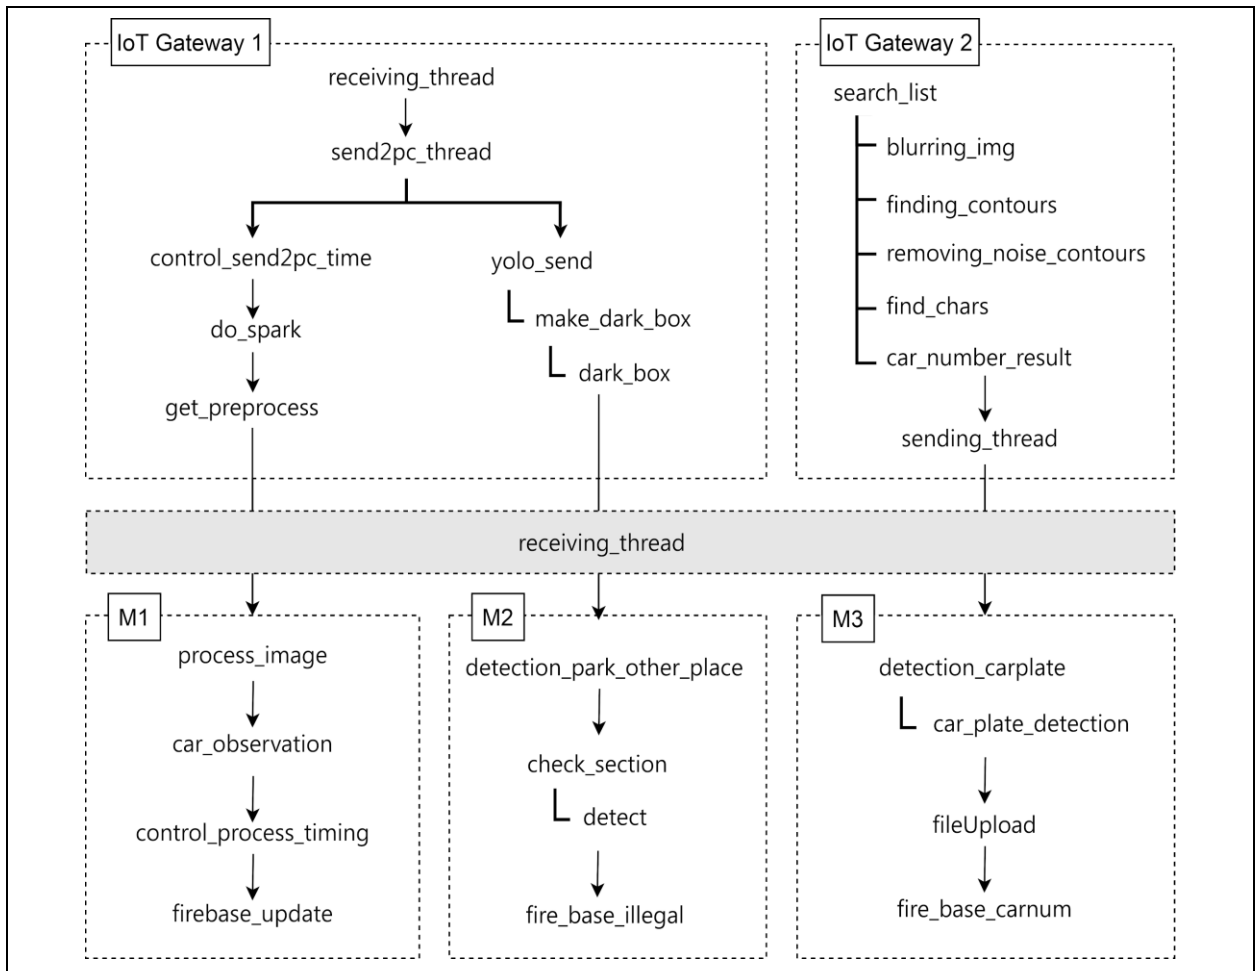 IoT Gateway 1
receiving_thread
send2pc_thread
control_send2pc_time
do_spark
get_preprocess
yolo_send
make_dark_box
dark_box
IoT Gateway 2
search_list
blurring_img
finding_contours
removing_noise_contours
find_chars
car_number_result
sending_thread
receiving_thread
M1
process_image
car_observation
control_process_timing
firebase_update
M2
detection_park_other_place
check_section
detect
fire_base_illegal
M3
detection_carplate
car_plate_detection
fileUpload
fire_base_carnum